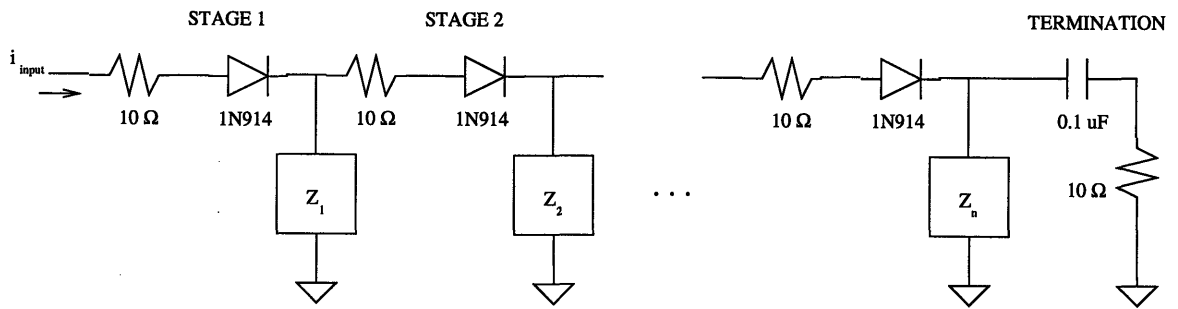 STAGE 1
STAGE 2
TERMINATION
i input
10 Ω
1N914
10 Ω
1N914
10 Ω
1N914
0.1 uF
Z1
Z2
. . .
Zn
10 Ω